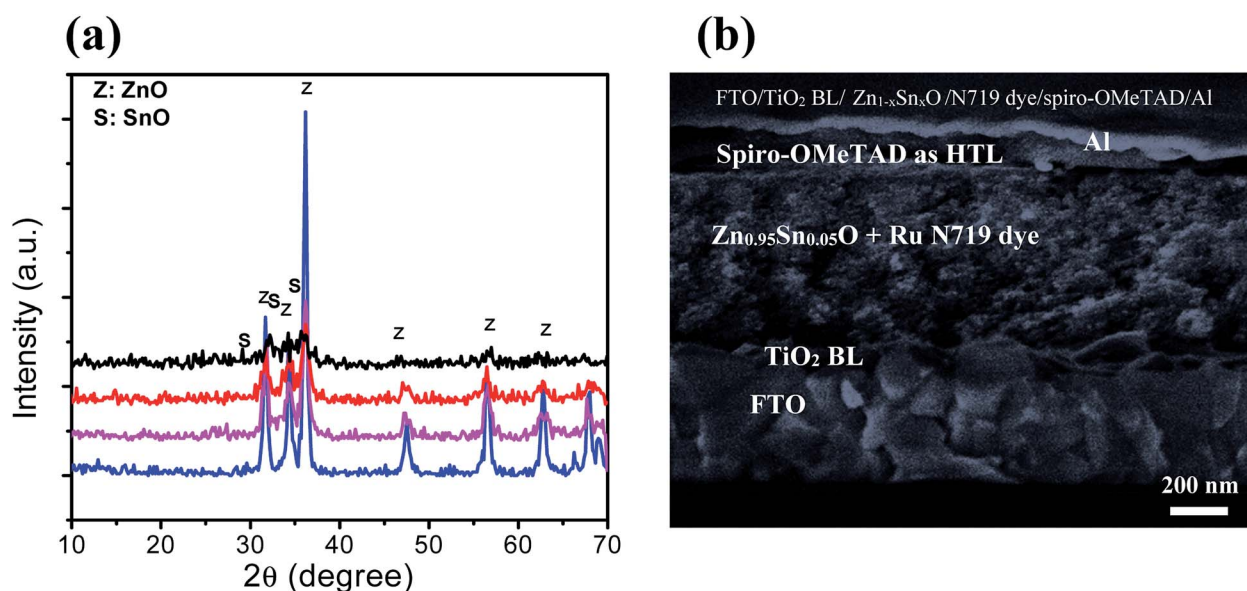 (a)
Z: ZnO
S: SnO
z
z
s
z
s
s
z
z
z
Intensity (a.u.)
10 20 30 40 50 60 70
2θ (degree)
(b)
FTO/TiO₂ BL/ Zn₁₋ₓSnₓO /N719 dye/spiro-OMeTAD/Al
Al
Spiro-OMeTAD as HTL
Zn₀.₉₅Sn₀.₀₅O + Ru N719 dye
TiO₂ BL
FTO
200 nm